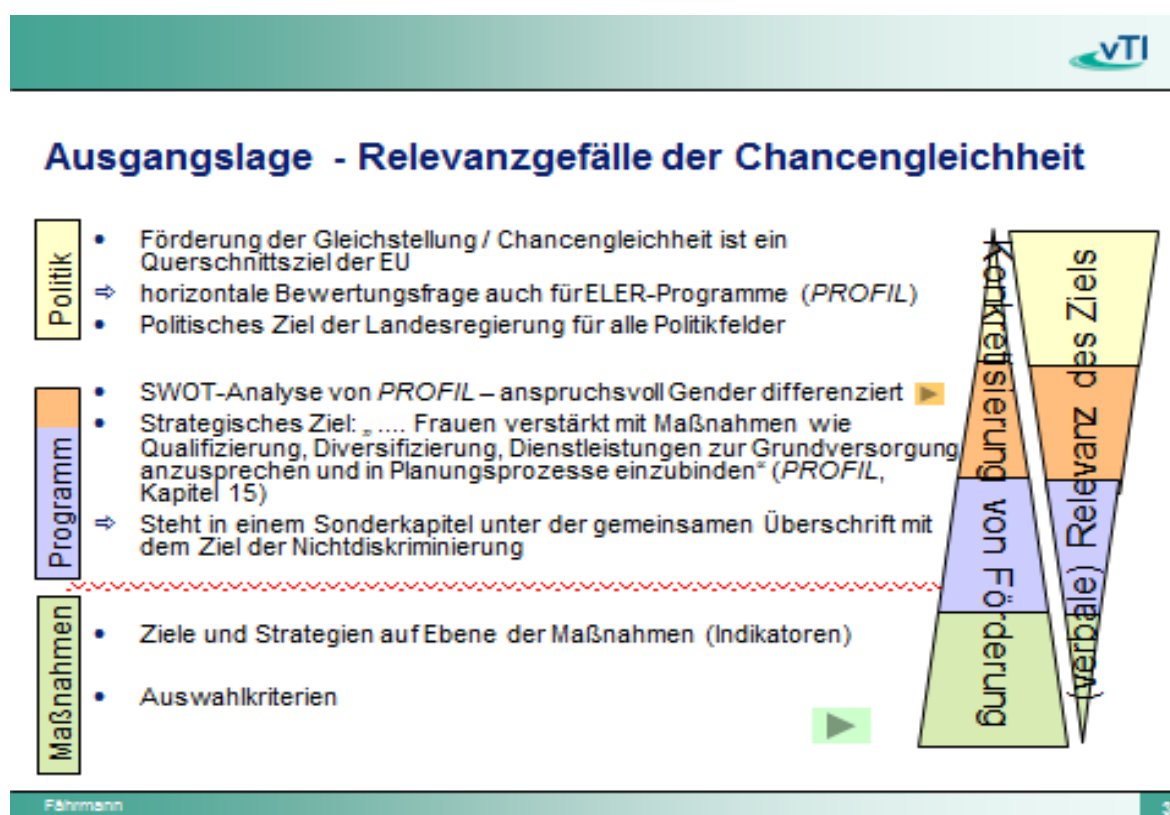 vTI
Ausgangslage - Relevanzgefälle der Chancengleichheit
Politik
• Förderung der Gleichstellung / Chancengleichheit ist ein
Querschnittsziel der EU
⇨ horizontale Bewertungsfrage auch für ELER-Programme (PROFIL)
• Politisches Ziel der Landesregierung für alle Politikfelder
Programm
• SWOT-Analyse von PROFIL – anspruchsvoll Gender differenziert
• Strategisches Ziel: „ .... Frauen verstärkt mit Maßnahmen wie
Qualifizierung, Diversifizierung, Dienstleistungen zur Grundversorgung
anzusprechen und in Planungsprozesse einzubinden“ (PROFIL,
Kapitel 15)
⇨ Steht in einem Sonderkapitel unter der gemeinsamen Überschrift mit
dem Ziel der Nichtdiskriminierung
Maßnahmen
• Ziele und Strategien auf Ebene der Maßnahmen (Indikatoren)
• Auswahlkriterien
Konkretisierung von Förderung
(verbale) Relevanz des Ziels
Fährmann
3